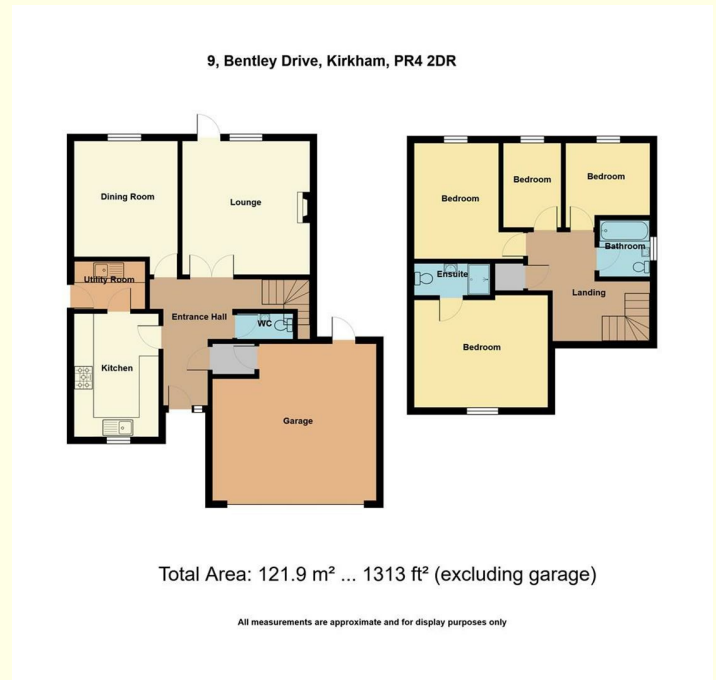 9, Bentley Drive, Kirkham, PR4 2DR
Dining Room
Lounge
Utility Room
Entrance Hall
WC
Kitchen
Garage
Bedroom
Bedroom
Bedroom
Bathroom
Ensuite
Landing
Bedroom
Total Area: 121.9 m² ... 1313 ft² (excluding garage)
All measurements are approximate and for display purposes only